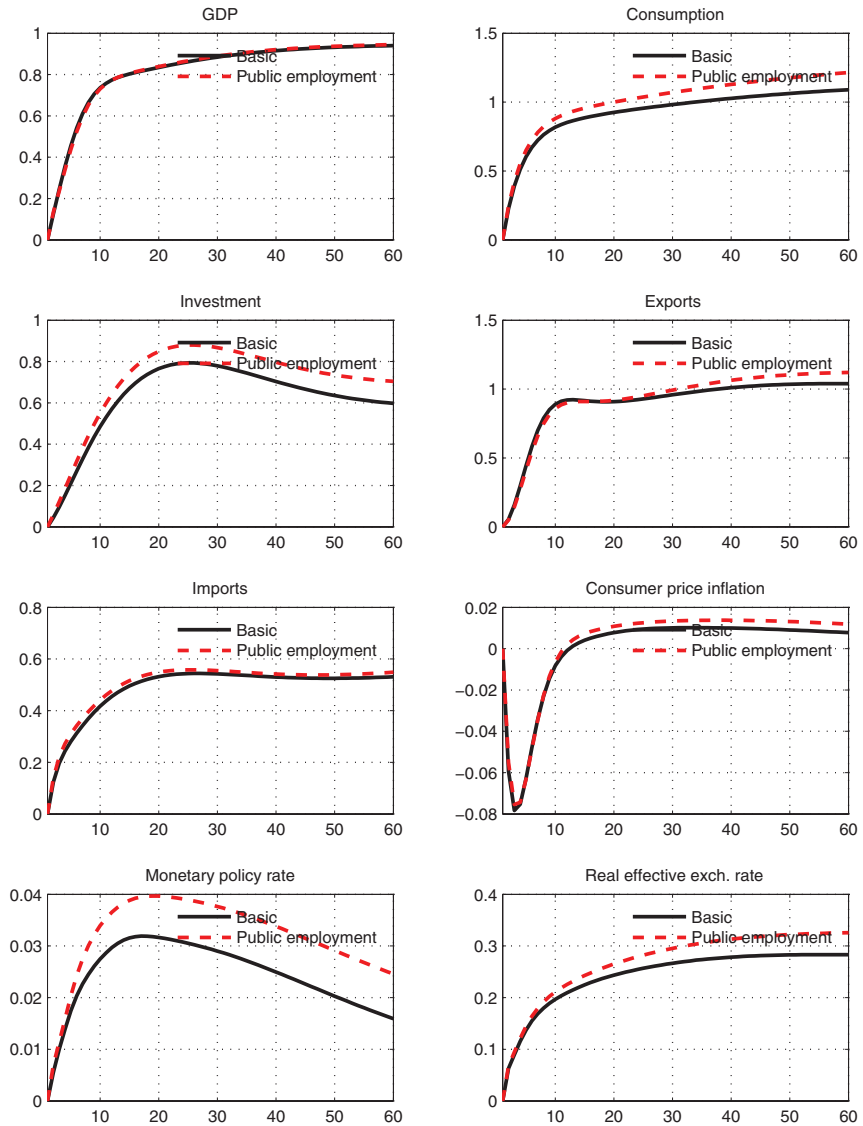 GDP
1
0.8
0.6
0.4
0.2
0
10 20 30 40 50 60
Basic
Public employment
Consumption
1.5
1
0.5
0
10 20 30 40 50 60
Basic
Public employment
Investment
1
0.8
0.6
0.4
0.2
0
10 20 30 40 50 60
Basic
Public employment
Exports
1.5
1
0.5
0
10 20 30 40 50 60
Basic
Public employment
Imports
0.8
0.6
0.4
0.2
0
10 20 30 40 50 60
Basic
Public employment
Consumer price inflation
0.02
0
−0.02
−0.04
−0.06
−0.08
10 20 30 40 50 60
Basic
Public employment
Monetary policy rate
0.04
0.03
0.02
0.01
0
10 20 30 40 50 60
Basic
Public employment
Real effective exch. rate
0.4
0.3
0.2
0.1
0
10 20 30 40 50 60
Basic
Public employment